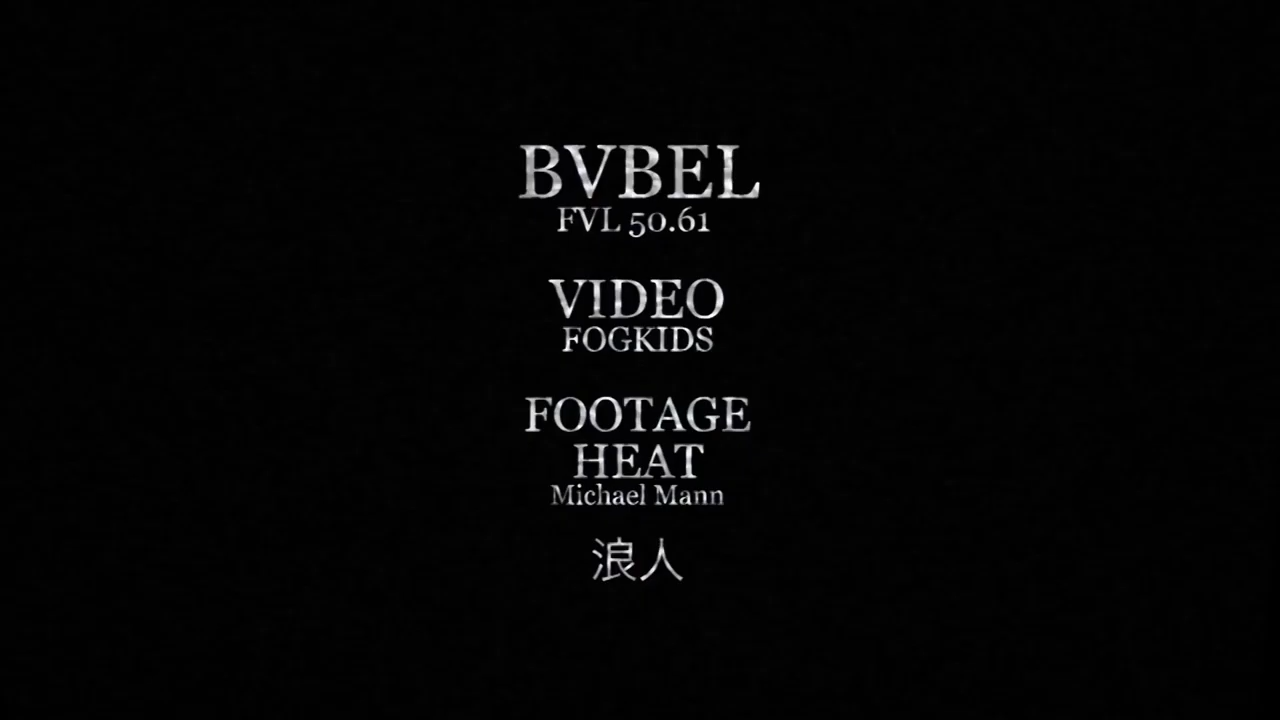 BVBEL
FVL 50.61
VIDEO
FOGKIDS
FOOTAGE
HEAT
Michael Mann
浪人